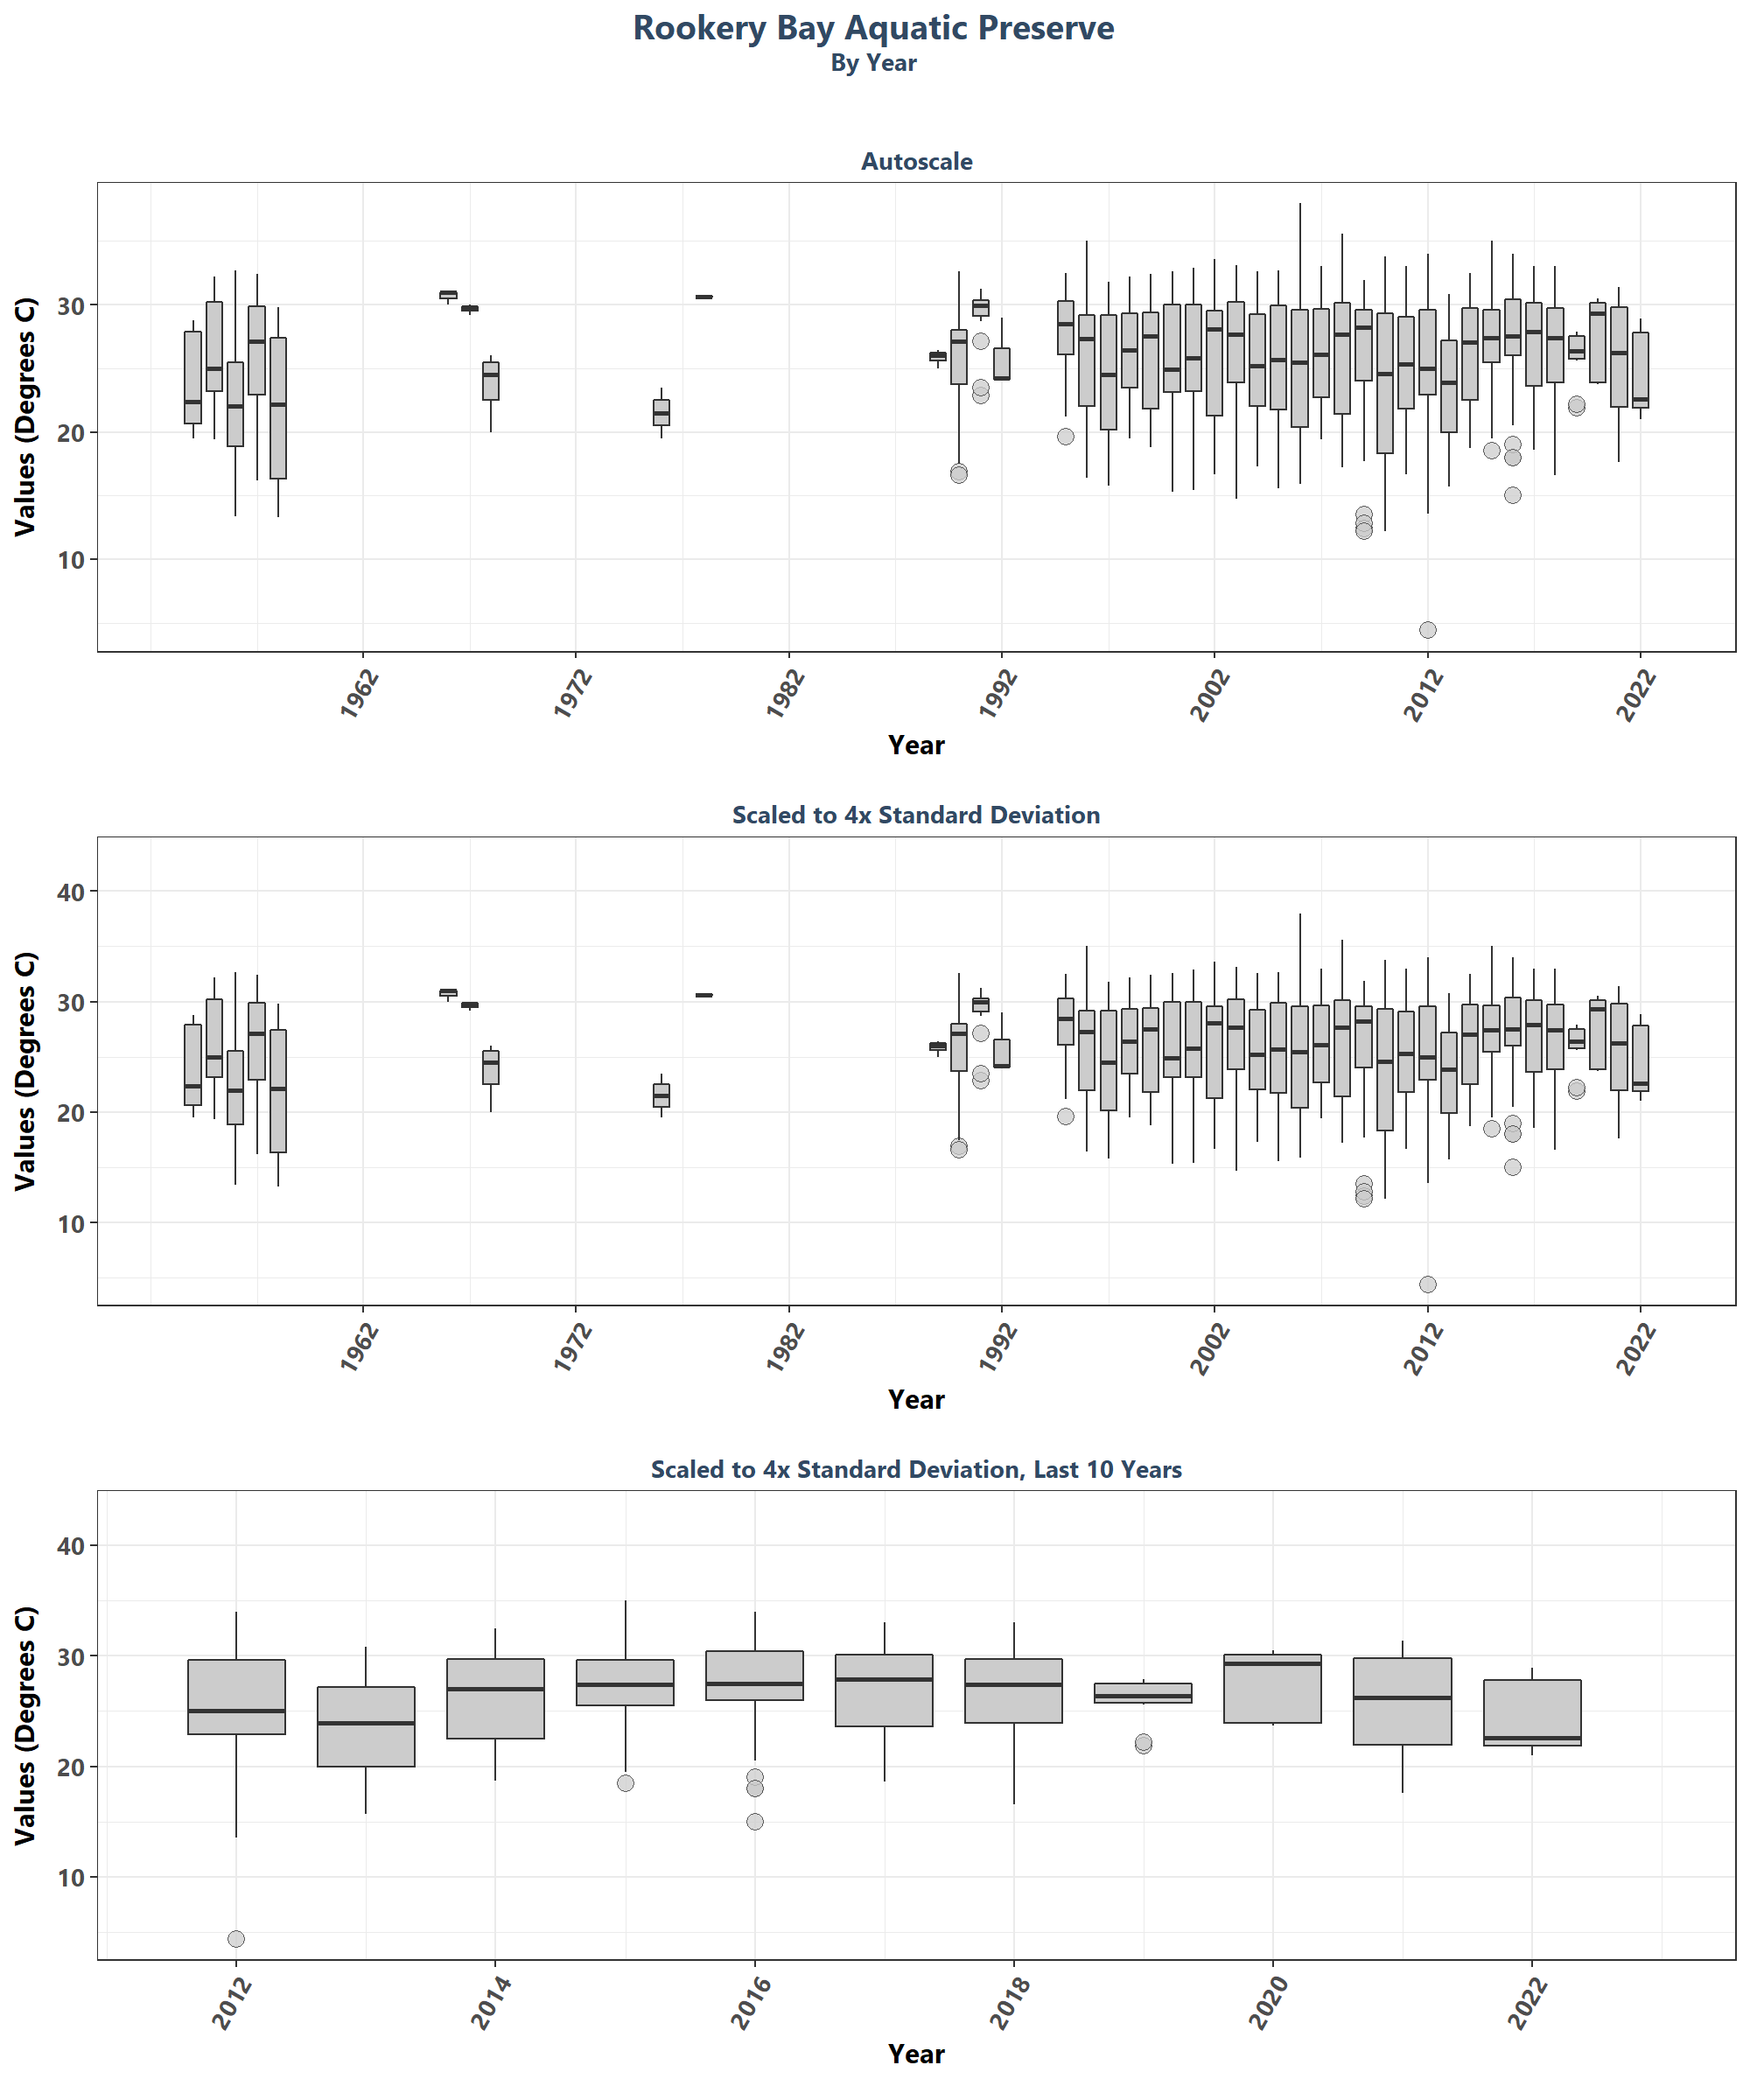 Rookery Bay Aquatic Preserve
By Year
Autoscale
Values (Degrees C)
30
20
10
1962 1972 1982 1992 2002 2012 2022
Year
Scaled to 4x Standard Deviation
Values (Degrees C)
40
30
20
10
1962 1972 1982 1992 2002 2012 2022
Year
Scaled to 4x Standard Deviation, Last 10 Years
Values (Degrees C)
40
30
20
10
2012 2014 2016 2018 2020 2022
Year